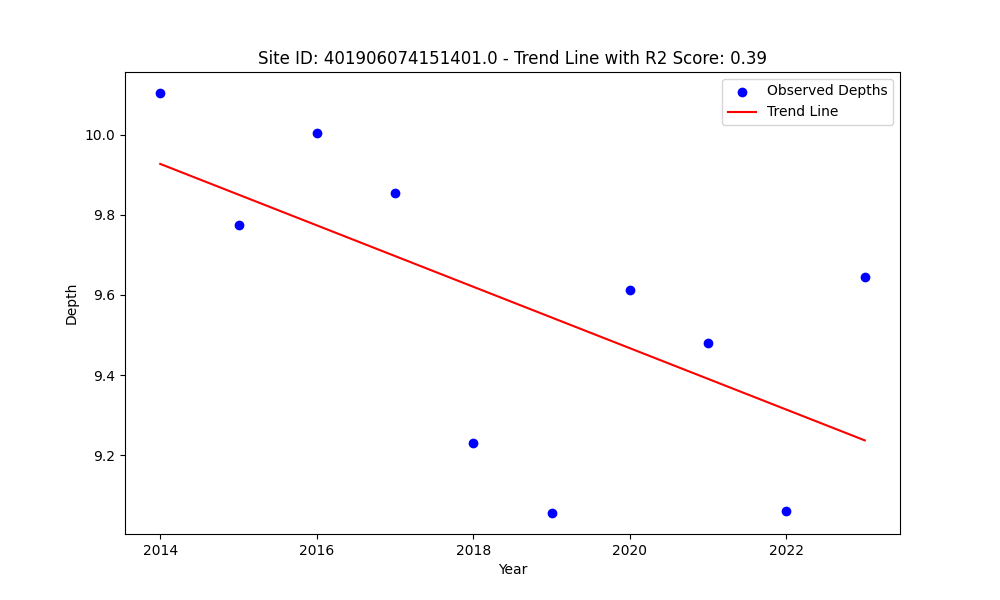 Site ID: 401906074151401.0 - Trend Line with R2 Score: 0.39
Observed Depths
Trend Line
10.0
9.8
9.6
9.4
9.2
Depth
2014
2016
2018
2020
2022
Year